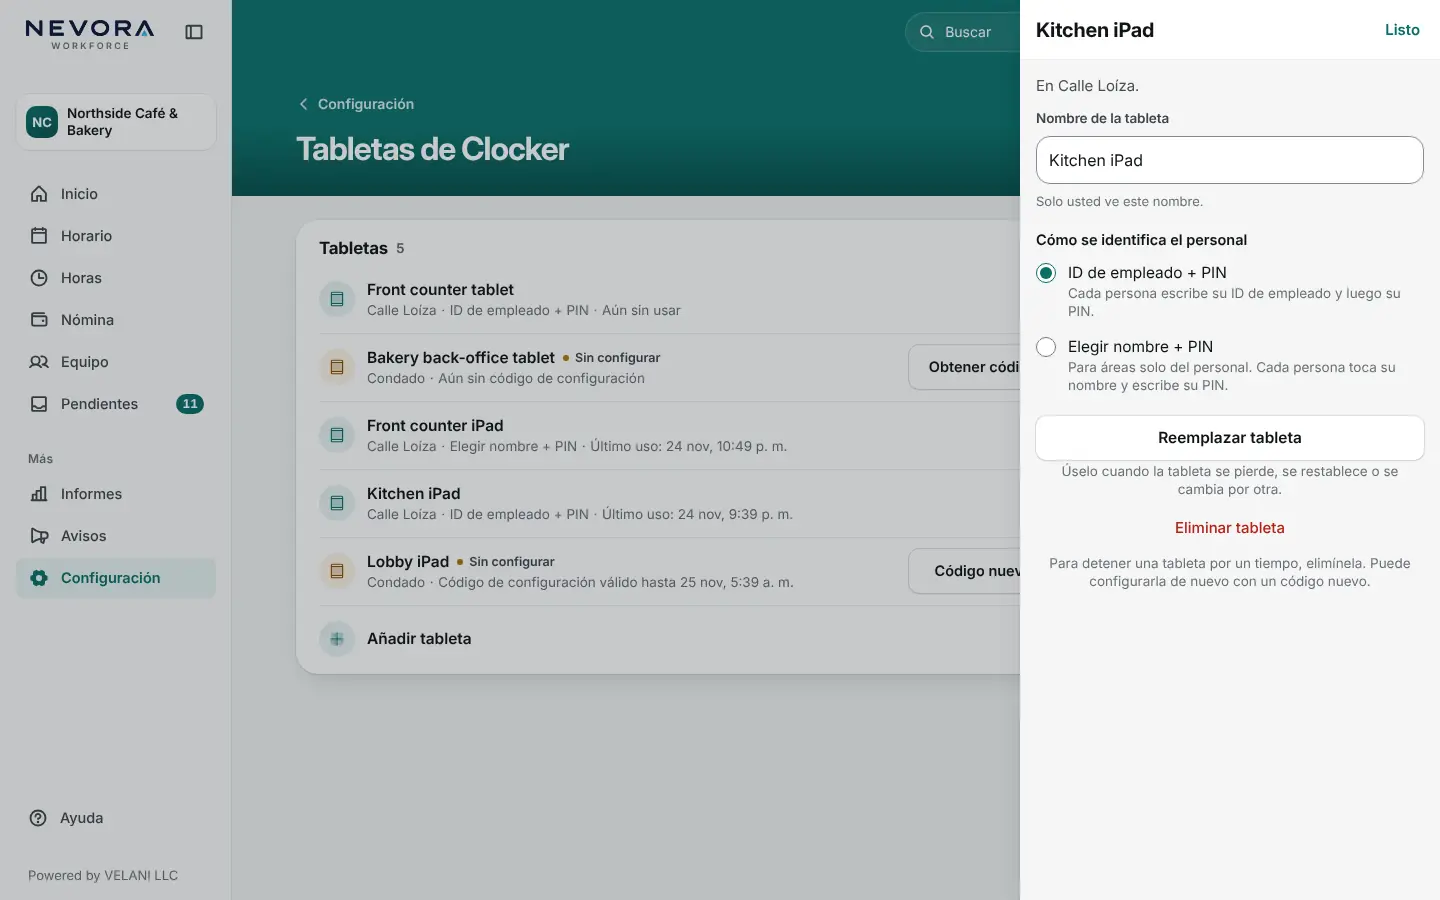 NEVORA
WORKFORCE
NC
Northside Café &
Bakery
Inicio
Horario
Horas
Nómina
Equipo
Pendientes 11
Más
Informes
Avisos
Configuración
Ayuda
Powered by VELANI LLC
Buscar
Configuración
Tabletas de Clocker
Tabletas 5
Front counter tablet
Calle Loíza · ID de empleado + PIN · Aún sin usar
Bakery back-office tablet Sin configurar
Condado · Aún sin código de configuración
Obtener códi
Front counter iPad
Calle Loíza · Elegir nombre + PIN · Último uso: 24 nov, 10:49 p. m.
Kitchen iPad
Calle Loíza · ID de empleado + PIN · Último uso: 24 nov, 9:39 p. m.
Lobby iPad Sin configurar
Condado · Código de configuración válido hasta 25 nov, 5:39 a. m.
Código nuev
Añadir tableta
Kitchen iPad
Listo
En Calle Loíza.
Nombre de la tableta
Kitchen iPad
Solo usted ve este nombre.
Cómo se identifica el personal
ID de empleado + PIN
Cada persona escribe su ID de empleado y luego su
PIN.
Elegir nombre + PIN
Para áreas solo del personal. Cada persona toca su
nombre y escribe su PIN.
Reemplazar tableta
Úselo cuando la tableta se pierde, se restablece o se
cambia por otra.
Eliminar tableta
Para detener una tableta por un tiempo, elimínela. Puede
configurarla de nuevo con un código nuevo.